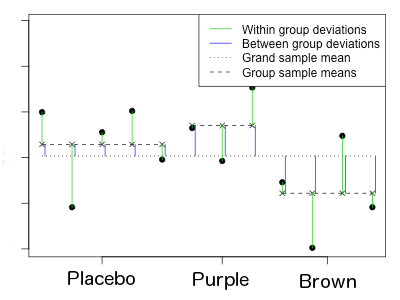 Within group deviations
Between group deviations
Grand sample mean
Group sample means
Placebo
Purple
Brown